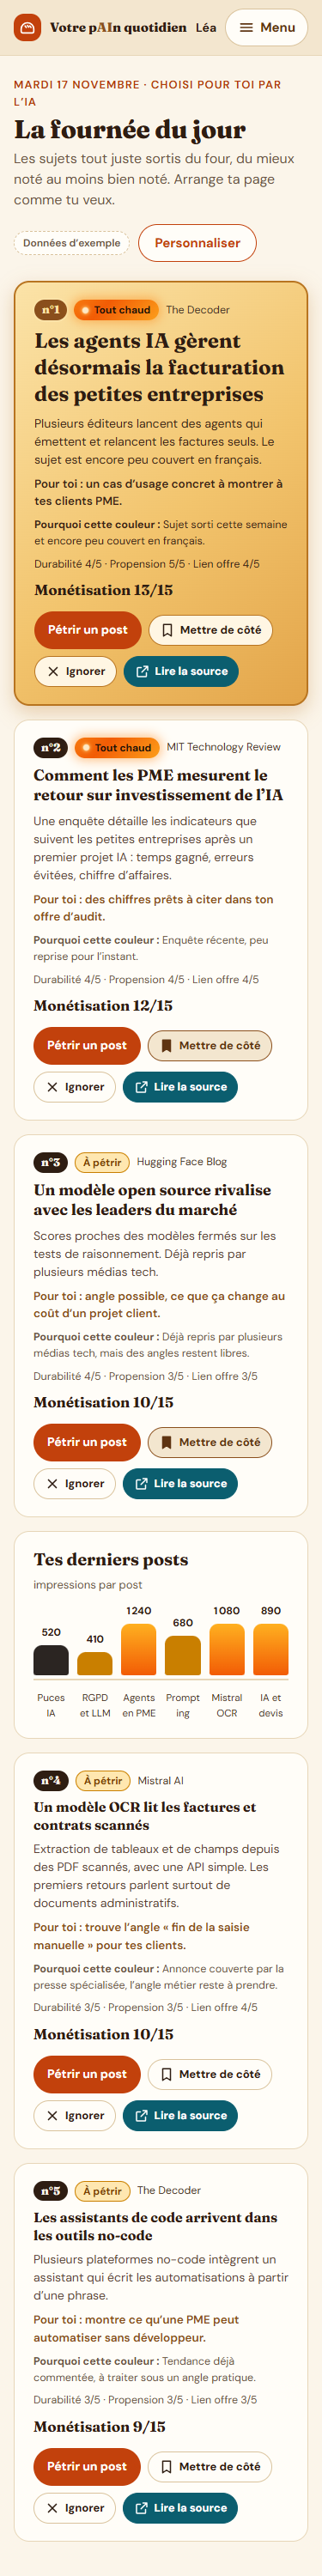 Votre pAIn quotidien Léa Menu
MARDI 17 NOVEMBRE · CHOISI POUR TOI PAR
L’IA
La fournée du jour
Les sujets tout juste sortis du four, du mieux
noté au moins bien noté. Arrange ta page
comme tu veux.
Données d’exemple Personnaliser
n°1 Tout chaud The Decoder
Les agents IA gèrent
désormais la facturation
des petites entreprises
Plusieurs éditeurs lancent des agents qui
émettent et relancent les factures seuls. Le
sujet est encore peu couvert en français.
Pour toi : un cas d’usage concret à montrer à
tes clients PME.
Pourquoi cette couleur : Sujet sorti cette semaine
et encore peu couvert en français.
Durabilité 4/5 · Propension 5/5 · Lien offre 4/5
Monétisation 13/15
Pétrir un post Mettre de côté
Ignorer Lire la source
n°2 Tout chaud MIT Technology Review
Comment les PME mesurent le
retour sur investissement de l’IA
Une enquête détaille les indicateurs que
suivent les petites entreprises après un
premier projet IA : temps gagné, erreurs
évitées, chiffre d’affaires.
Pour toi : des chiffres prêts à citer dans ton
offre d’audit.
Pourquoi cette couleur : Enquête récente, peu
reprise pour l’instant.
Durabilité 4/5 · Propension 4/5 · Lien offre 4/5
Monétisation 12/15
Pétrir un post Mettre de côté
Ignorer Lire la source
n°3 À pétrir Hugging Face Blog
Un modèle open source rivalise
avec les leaders du marché
Scores proches des modèles fermés sur les
tests de raisonnement. Déjà repris par
plusieurs médias tech.
Pour toi : angle possible, ce que ça change au
coût d’un projet client.
Pourquoi cette couleur : Déjà repris par plusieurs
médias tech, mais des angles restent libres.
Durabilité 4/5 · Propension 3/5 · Lien offre 3/5
Monétisation 10/15
Pétrir un post Mettre de côté
Ignorer Lire la source
Tes derniers posts
impressions par post
520 410 1 240 680 1 080 890
Puces RGPD Agents Prompt Mistral IA et
IA et LLM en PME ing OCR devis
n°4 À pétrir Mistral AI
Un modèle OCR lit les factures et
contrats scannés
Extraction de tableaux et de champs depuis
des PDF scannés, avec une API simple. Les
premiers retours parlent surtout de
documents administratifs.
Pour toi : trouve l’angle « fin de la saisie
manuelle » pour tes clients.
Pourquoi cette couleur : Annonce couverte par la
presse spécialisée, l’angle métier reste à prendre.
Durabilité 3/5 · Propension 3/5 · Lien offre 4/5
Monétisation 10/15
Pétrir un post Mettre de côté
Ignorer Lire la source
n°5 À pétrir The Decoder
Les assistants de code arrivent dans
les outils no-code
Plusieurs plateformes no-code intègrent un
assistant qui écrit les automatisations à partir
d’une phrase.
Pour toi : montre ce qu’une PME peut
automatiser sans développeur.
Pourquoi cette couleur : Tendance déjà
commentée, à traiter sous un angle pratique.
Durabilité 3/5 · Propension 3/5 · Lien offre 3/5
Monétisation 9/15
Pétrir un post Mettre de côté
Ignorer Lire la source